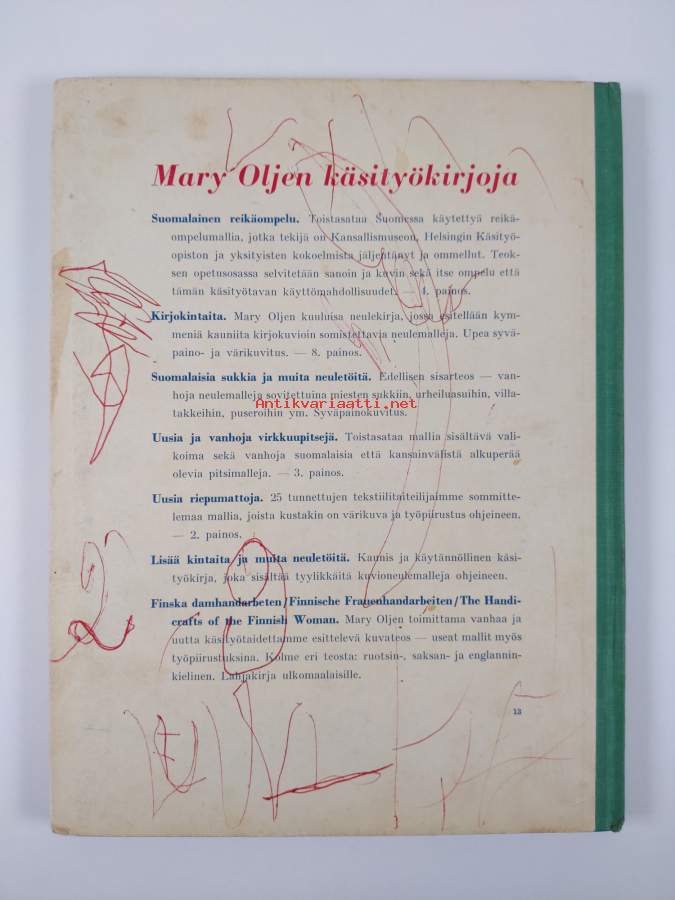 Mary Oljen käsityökirjoja
Suomalainen reikäompelu. Toistasataa Suomessa käytettyä reikä-
ompelumallia, jotka tekijä on Kansallismuseon, Helsingin Käsityö-
opiston ja yksityisten kokoelmista jäljentänyt ja ommellut. Teok-
sen opetusosassa selvitetään sanoin ja kuvin sekä itse ompelu että
tämän käsityötavan käyttömahdollisuudet. — 4. painos.
Kirjokintaita. Mary Oljen kuuluisa neulekirja, jossa esitellään kym-
meniä kauniita kirjokuvioin somistettavia neulemalleja. Upea syvä-
paino- ja värikuvitus. — 8. painos.
Suomalaisia sukkia ja muita neuletöitä. Edellisen sisarteos — van-
hoja neulemalleja sovitettuina miesten sukkiin, urheiluasuihin, villa-
takkeihin, puseroihin ym. Syväpainokuvitus.
Antikvariaatti.net
Uusia ja vanhoja virkkuupitsejä. Toistasataa mallia sisältävä vali-
koima sekä vanhoja suomalaisia että kansainvälistä alkuperää
olevia pitsimalleja. — 3. painos.
Uusia riepumattoja. 25 tunnettujen tekstiilitaiteilijaimme sommitte-
lemaa mallia, joista kustakin on värikuva ja työpiirustus ohjeineen.
— 2. painos.
Lisää kintaita ja muita neuletöitä. Kaunis ja käytännöllinen käsi-
työkirja, joka sisältää tyylikkäitä kuvioneulemalleja ohjeineen.
Finska damhandarbeten/Finnische Frauenhandarbeiten/The Handi-
crafts of the Finnish Woman. Mary Oljen toimittama vanhaa ja
uutta käsityötaidettamme esittelevä kuvateos — useat mallit myös
työpiirustuksina. Kolme eri teosta: ruotsin-, saksan- ja englannin-
kielinen. Lahjakirja ulkomaalaisille.
13